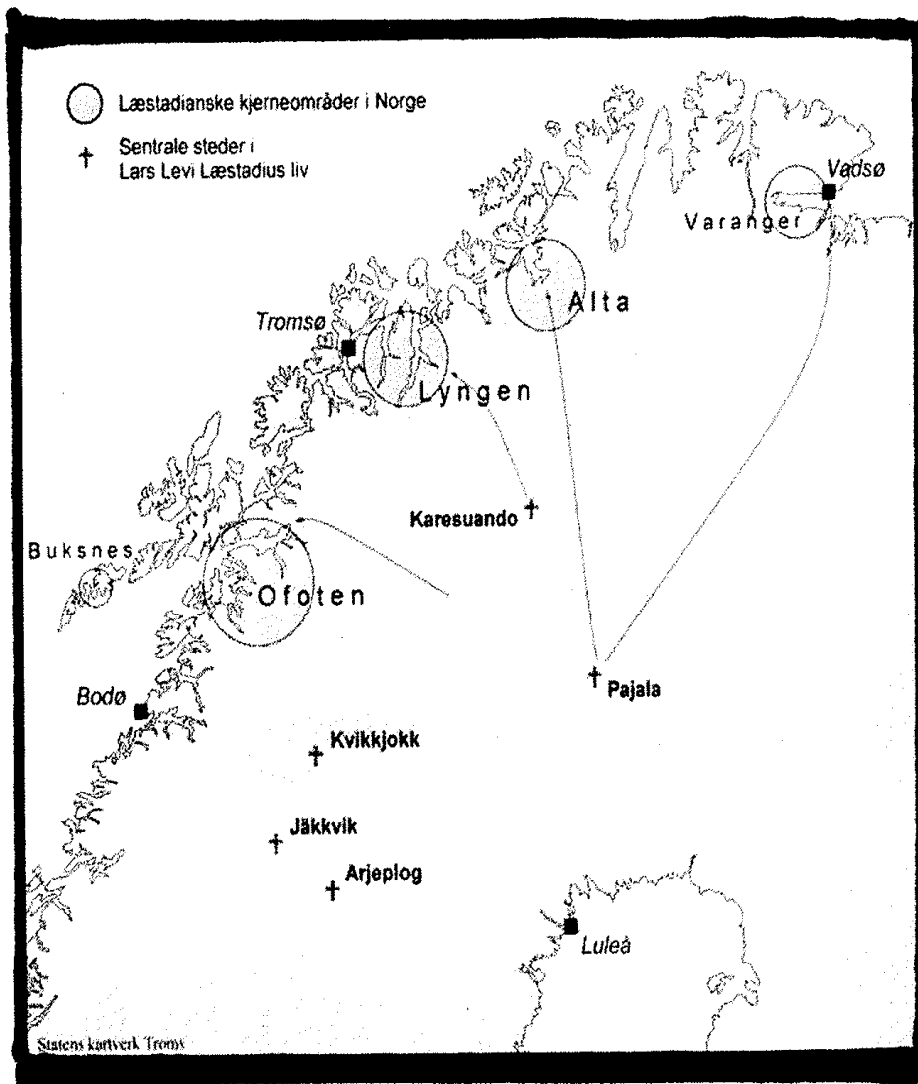 Læstadianske kjerneområder i Norge
Sentrale steder i
Lars Levi Læstadius liv
Vadsø
Varanger
Alta
Tromsø
Lyngen
Karesuando
Buksnes
Ofoten
Pajala
Bodø
Kvikkjokk
Jäkkvik
Arjeplog
Luleå
Statens kartverk Troms